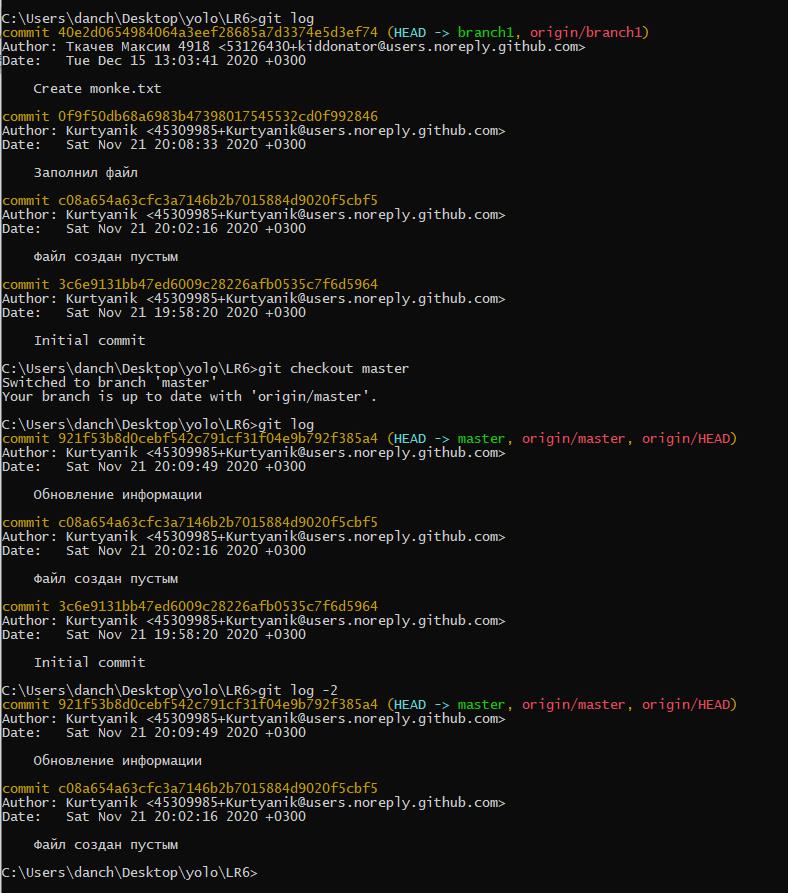 C:\Users\danch\Desktop\yolo\LR6>git log
commit 40e2d0654984064a3eef28685a7d3374e5d3ef74 (HEAD -> branch1, origin/branch1)
Author: Ткачев Максим 4918 <53126430+kiddonator@users.noreply.github.com>
Date:   Tue Dec 15 13:03:41 2020 +0300
Create monke.txt
commit 0f9f50db68a6983b47398017545532cd0f992846
Author: Kurtyanik <45309985+Kurtyanik@users.noreply.github.com>
Date:   Sat Nov 21 20:08:33 2020 +0300
Заполнил файл
commit c08a654a63cfc3a7146b2b7015884d9020f5cbf5
Author: Kurtyanik <45309985+Kurtyanik@users.noreply.github.com>
Date:   Sat Nov 21 20:02:16 2020 +0300
Файл создан пустым
commit 3c6e9131bb47ed6009c28226afb0535c7f6d5964
Author: Kurtyanik <45309985+Kurtyanik@users.noreply.github.com>
Date:   Sat Nov 21 19:58:20 2020 +0300
Initial commit
C:\Users\danch\Desktop\yolo\LR6>git checkout master
Switched to branch 'master'
Your branch is up to date with 'origin/master'.
C:\Users\danch\Desktop\yolo\LR6>git log
commit 921f53b8d0cebf542c791cf31f04e9b792f385a4 (HEAD -> master, origin/master, origin/HEAD)
Author: Kurtyanik <45309985+Kurtyanik@users.noreply.github.com>
Date:   Sat Nov 21 20:09:49 2020 +0300
Обновление информации
commit c08a654a63cfc3a7146b2b7015884d9020f5cbf5
Author: Kurtyanik <45309985+Kurtyanik@users.noreply.github.com>
Date:   Sat Nov 21 20:02:16 2020 +0300
Файл создан пустым
commit 3c6e9131bb47ed6009c28226afb0535c7f6d5964
Author: Kurtyanik <45309985+Kurtyanik@users.noreply.github.com>
Date:   Sat Nov 21 19:58:20 2020 +0300
Initial commit
C:\Users\danch\Desktop\yolo\LR6>git log -2
commit 921f53b8d0cebf542c791cf31f04e9b792f385a4 (HEAD -> master, origin/master, origin/HEAD)
Author: Kurtyanik <45309985+Kurtyanik@users.noreply.github.com>
Date:   Sat Nov 21 20:09:49 2020 +0300
Обновление информации
commit c08a654a63cfc3a7146b2b7015884d9020f5cbf5
Author: Kurtyanik <45309985+Kurtyanik@users.noreply.github.com>
Date:   Sat Nov 21 20:02:16 2020 +0300
Файл создан пустым
C:\Users\danch\Desktop\yolo\LR6>